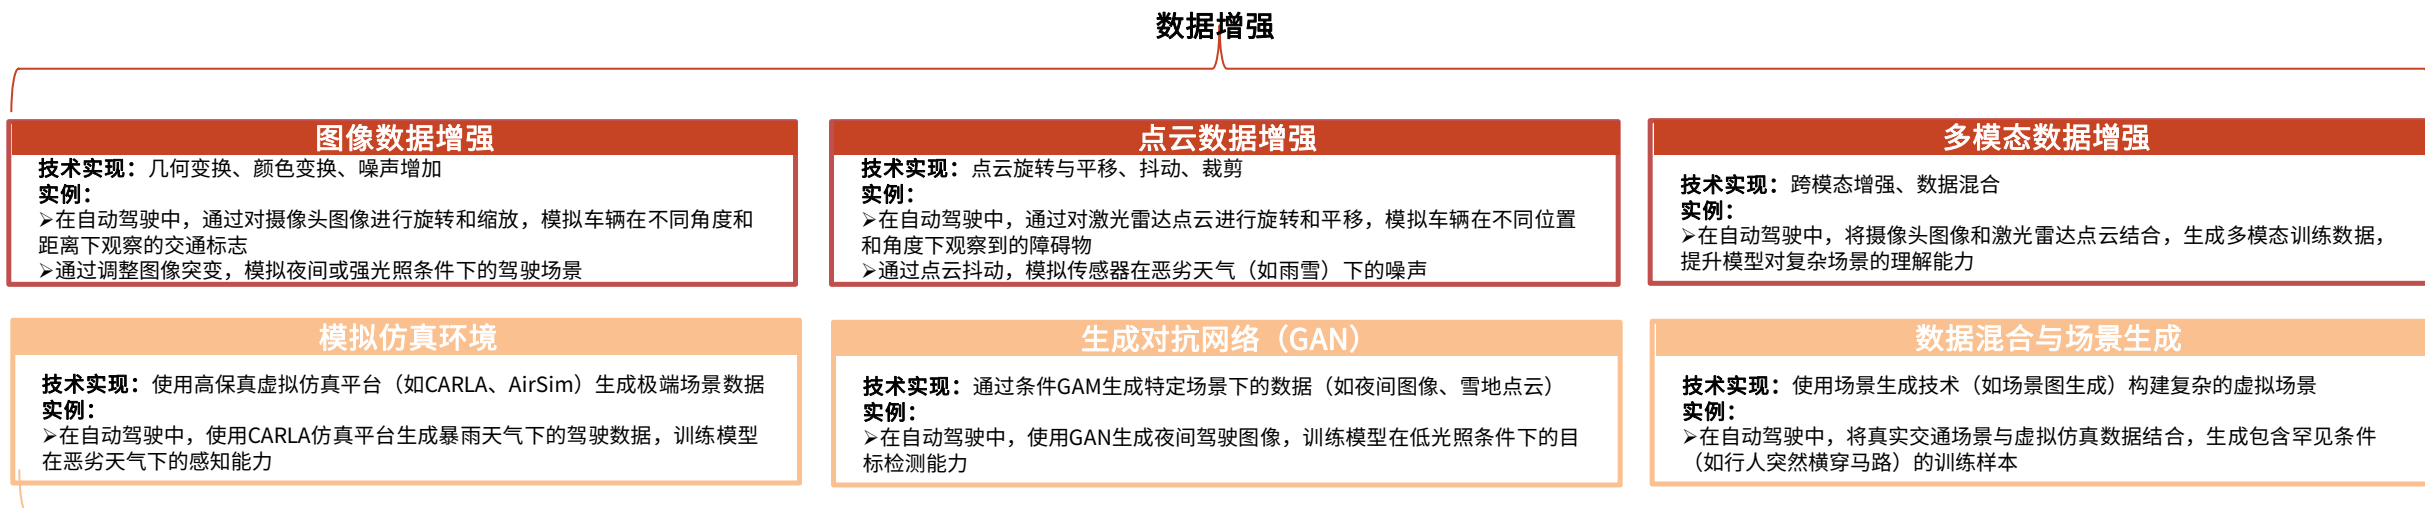 数据增强
图像数据增强
技术实现：几何变换、颜色变换、噪声增加
实例：
➢在自动驾驶中，通过对摄像头图像进行旋转和缩放，模拟车辆在不同角度和
距离下观察的交通标志
➢通过调整图像突变，模拟夜间或强光照条件下的驾驶场景
点云数据增强
技术实现：点云旋转与平移、抖动、裁剪
实例：
➢在自动驾驶中，通过对激光雷达点云进行旋转和平移，模拟车辆在不同位置
和角度下观察到的障碍物
➢通过点云抖动，模拟传感器在恶劣天气（如雨雪）下的噪声
多模态数据增强
技术实现：跨模态增强、数据混合
实例：
➢在自动驾驶中，将摄像头图像和激光雷达点云结合，生成多模态训练数据，
提升模型对复杂场景的理解能力
模拟仿真环境
技术实现：使用高保真虚拟仿真平台（如CARLA、AirSim）生成极端场景数据
实例：
➢在自动驾驶中，使用CARLA仿真平台生成暴雨天气下的驾驶数据，训练模型
在恶劣天气下的感知能力
生成对抗网络（GAN）
技术实现：通过条件GAM生成特定场景下的数据（如夜间图像、雪地点云）
实例：
➢在自动驾驶中，使用GAN生成夜间驾驶图像，训练模型在低光照条件下的目
标检测能力
数据混合与场景生成
技术实现：使用场景生成技术（如场景图生成）构建复杂的虚拟场景
实例：
➢在自动驾驶中，将真实交通场景与虚拟仿真数据结合，生成包含罕见条件
（如行人突然横穿马路）的训练样本